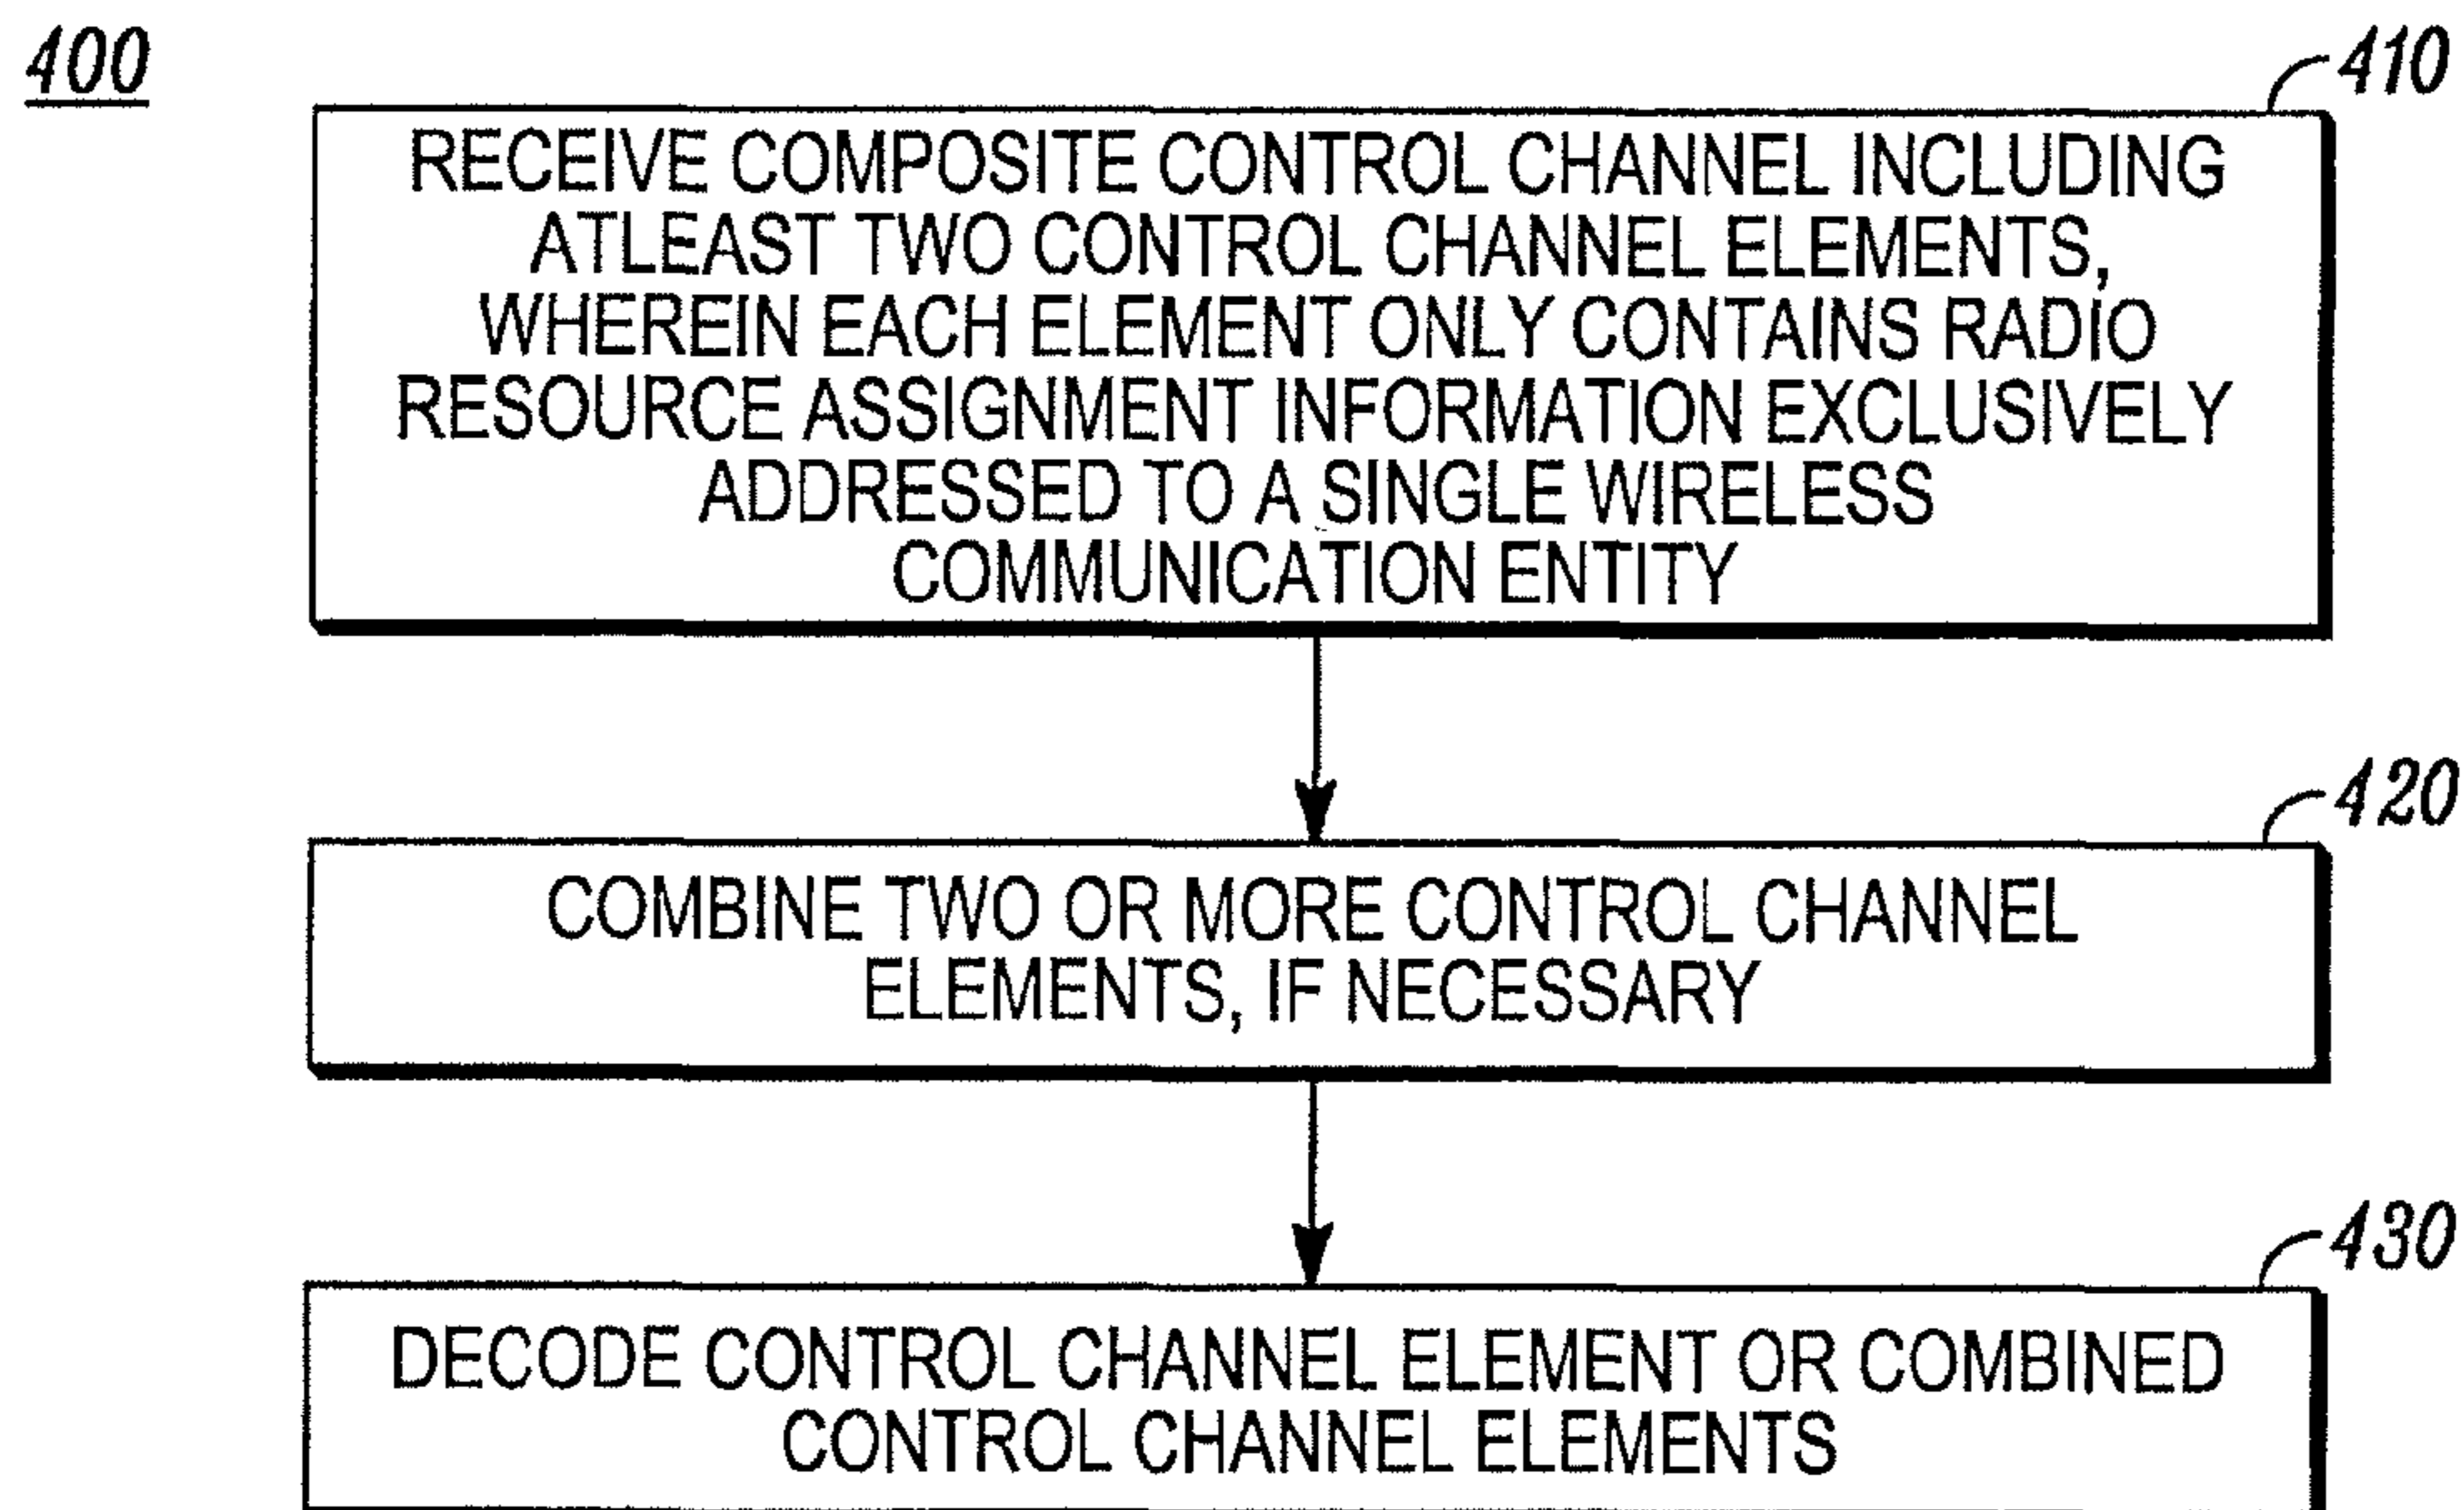 400
410
RECEIVE COMPOSITE CONTROL CHANNEL INCLUDING
ATLEAST TWO CONTROL CHANNEL ELEMENTS,
WHEREIN EACH ELEMENT ONLY CONTAINS RADIO
RESOURCE ASSIGNMENT INFORMATION EXCLUSIVELY
ADDRESSED TO A SINGLE WIRELESS
COMMUNICATION ENTITY
420
COMBINE TWO OR MORE CONTROL CHANNEL
ELEMENTS, IF NECESSARY
430
DECODE CONTROL CHANNEL ELEMENT OR COMBINED
CONTROL CHANNEL ELEMENTS